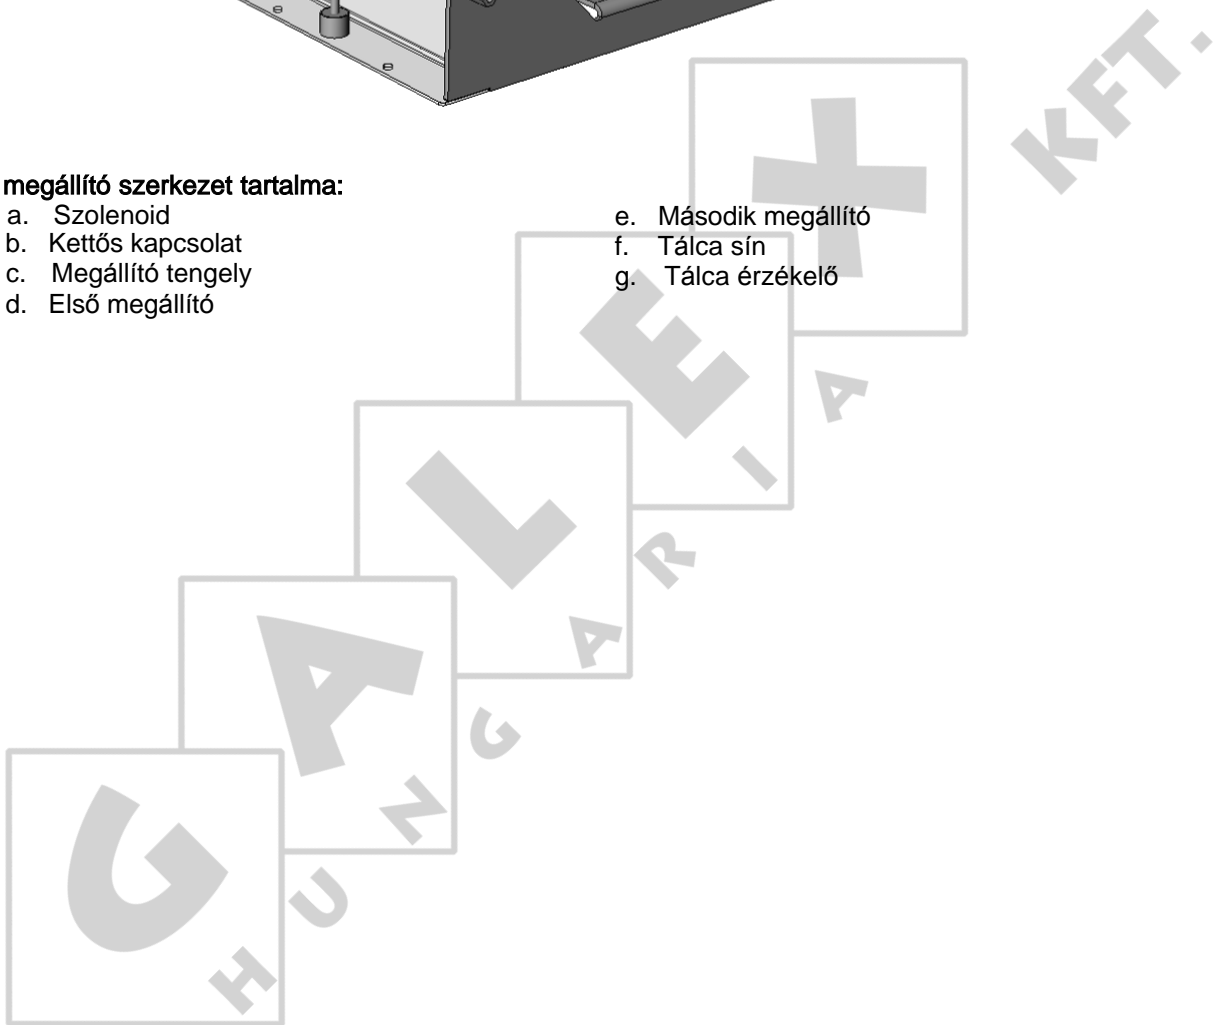 megállító szerkezet tartalma:
a. Szolenoid
b. Kettős kapcsolat
c. Megállító tengely
d. Első megállító
e. Második megállító
f. Tálca sín
g. Tálca érzékelő
GALEX
HUNGARIA KFT.